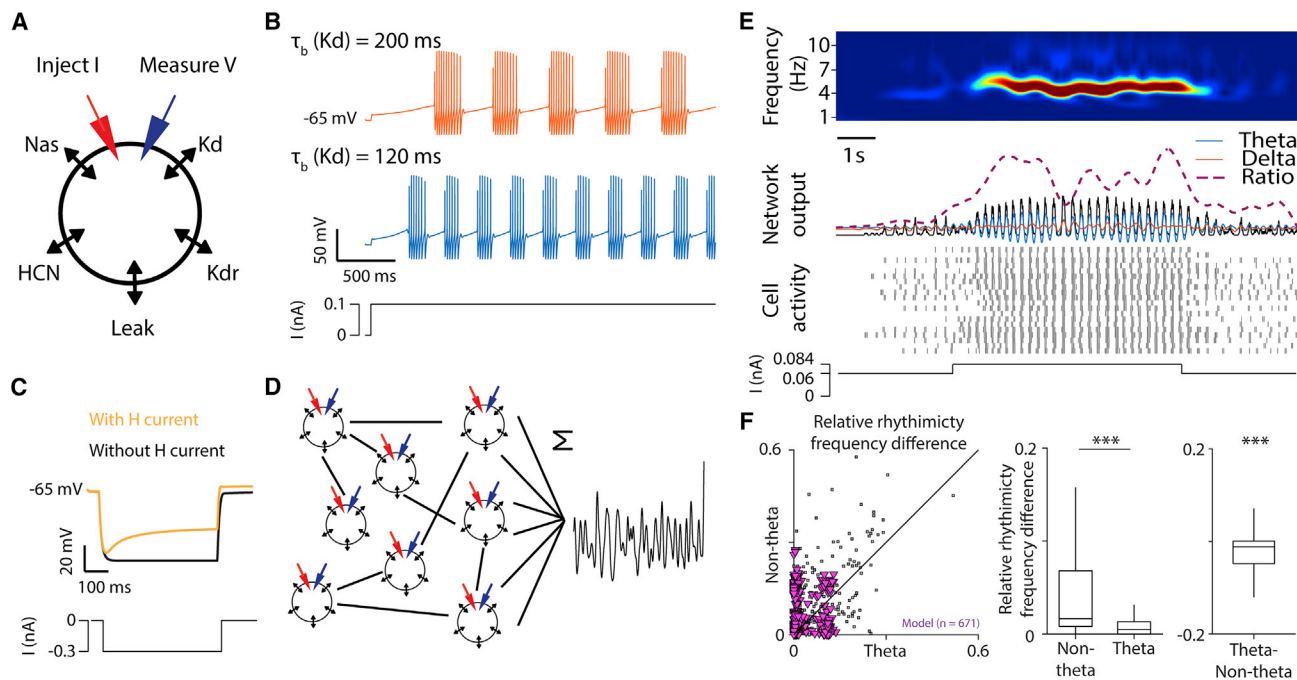 A
Inject I
Measure V
Nas
Kd
HCN
Kdr
Leak
B
τb (Kd) = 200 ms
-65 mV
τb (Kd) = 120 ms
50 mV
500 ms
I (nA)
0.1
0
C
With H current
Without H current
-65 mV
20 mV
100 ms
I (nA)
0
-0.3
D
Σ
E
Frequency
(Hz)
12
7
4
1
1s
Theta
Delta
Ratio
Network
output
Cell
activity
I (nA)
0.084
0.06
0
F
Relative rhythimicty
frequency difference
0.6
Non-theta
0
Model (n = 671)
0
Theta
0.6
Relative rhythimicty
frequency difference
0.2
0
***
Non-
theta
Theta
0.2
-0.2
***
Theta-
Non-theta